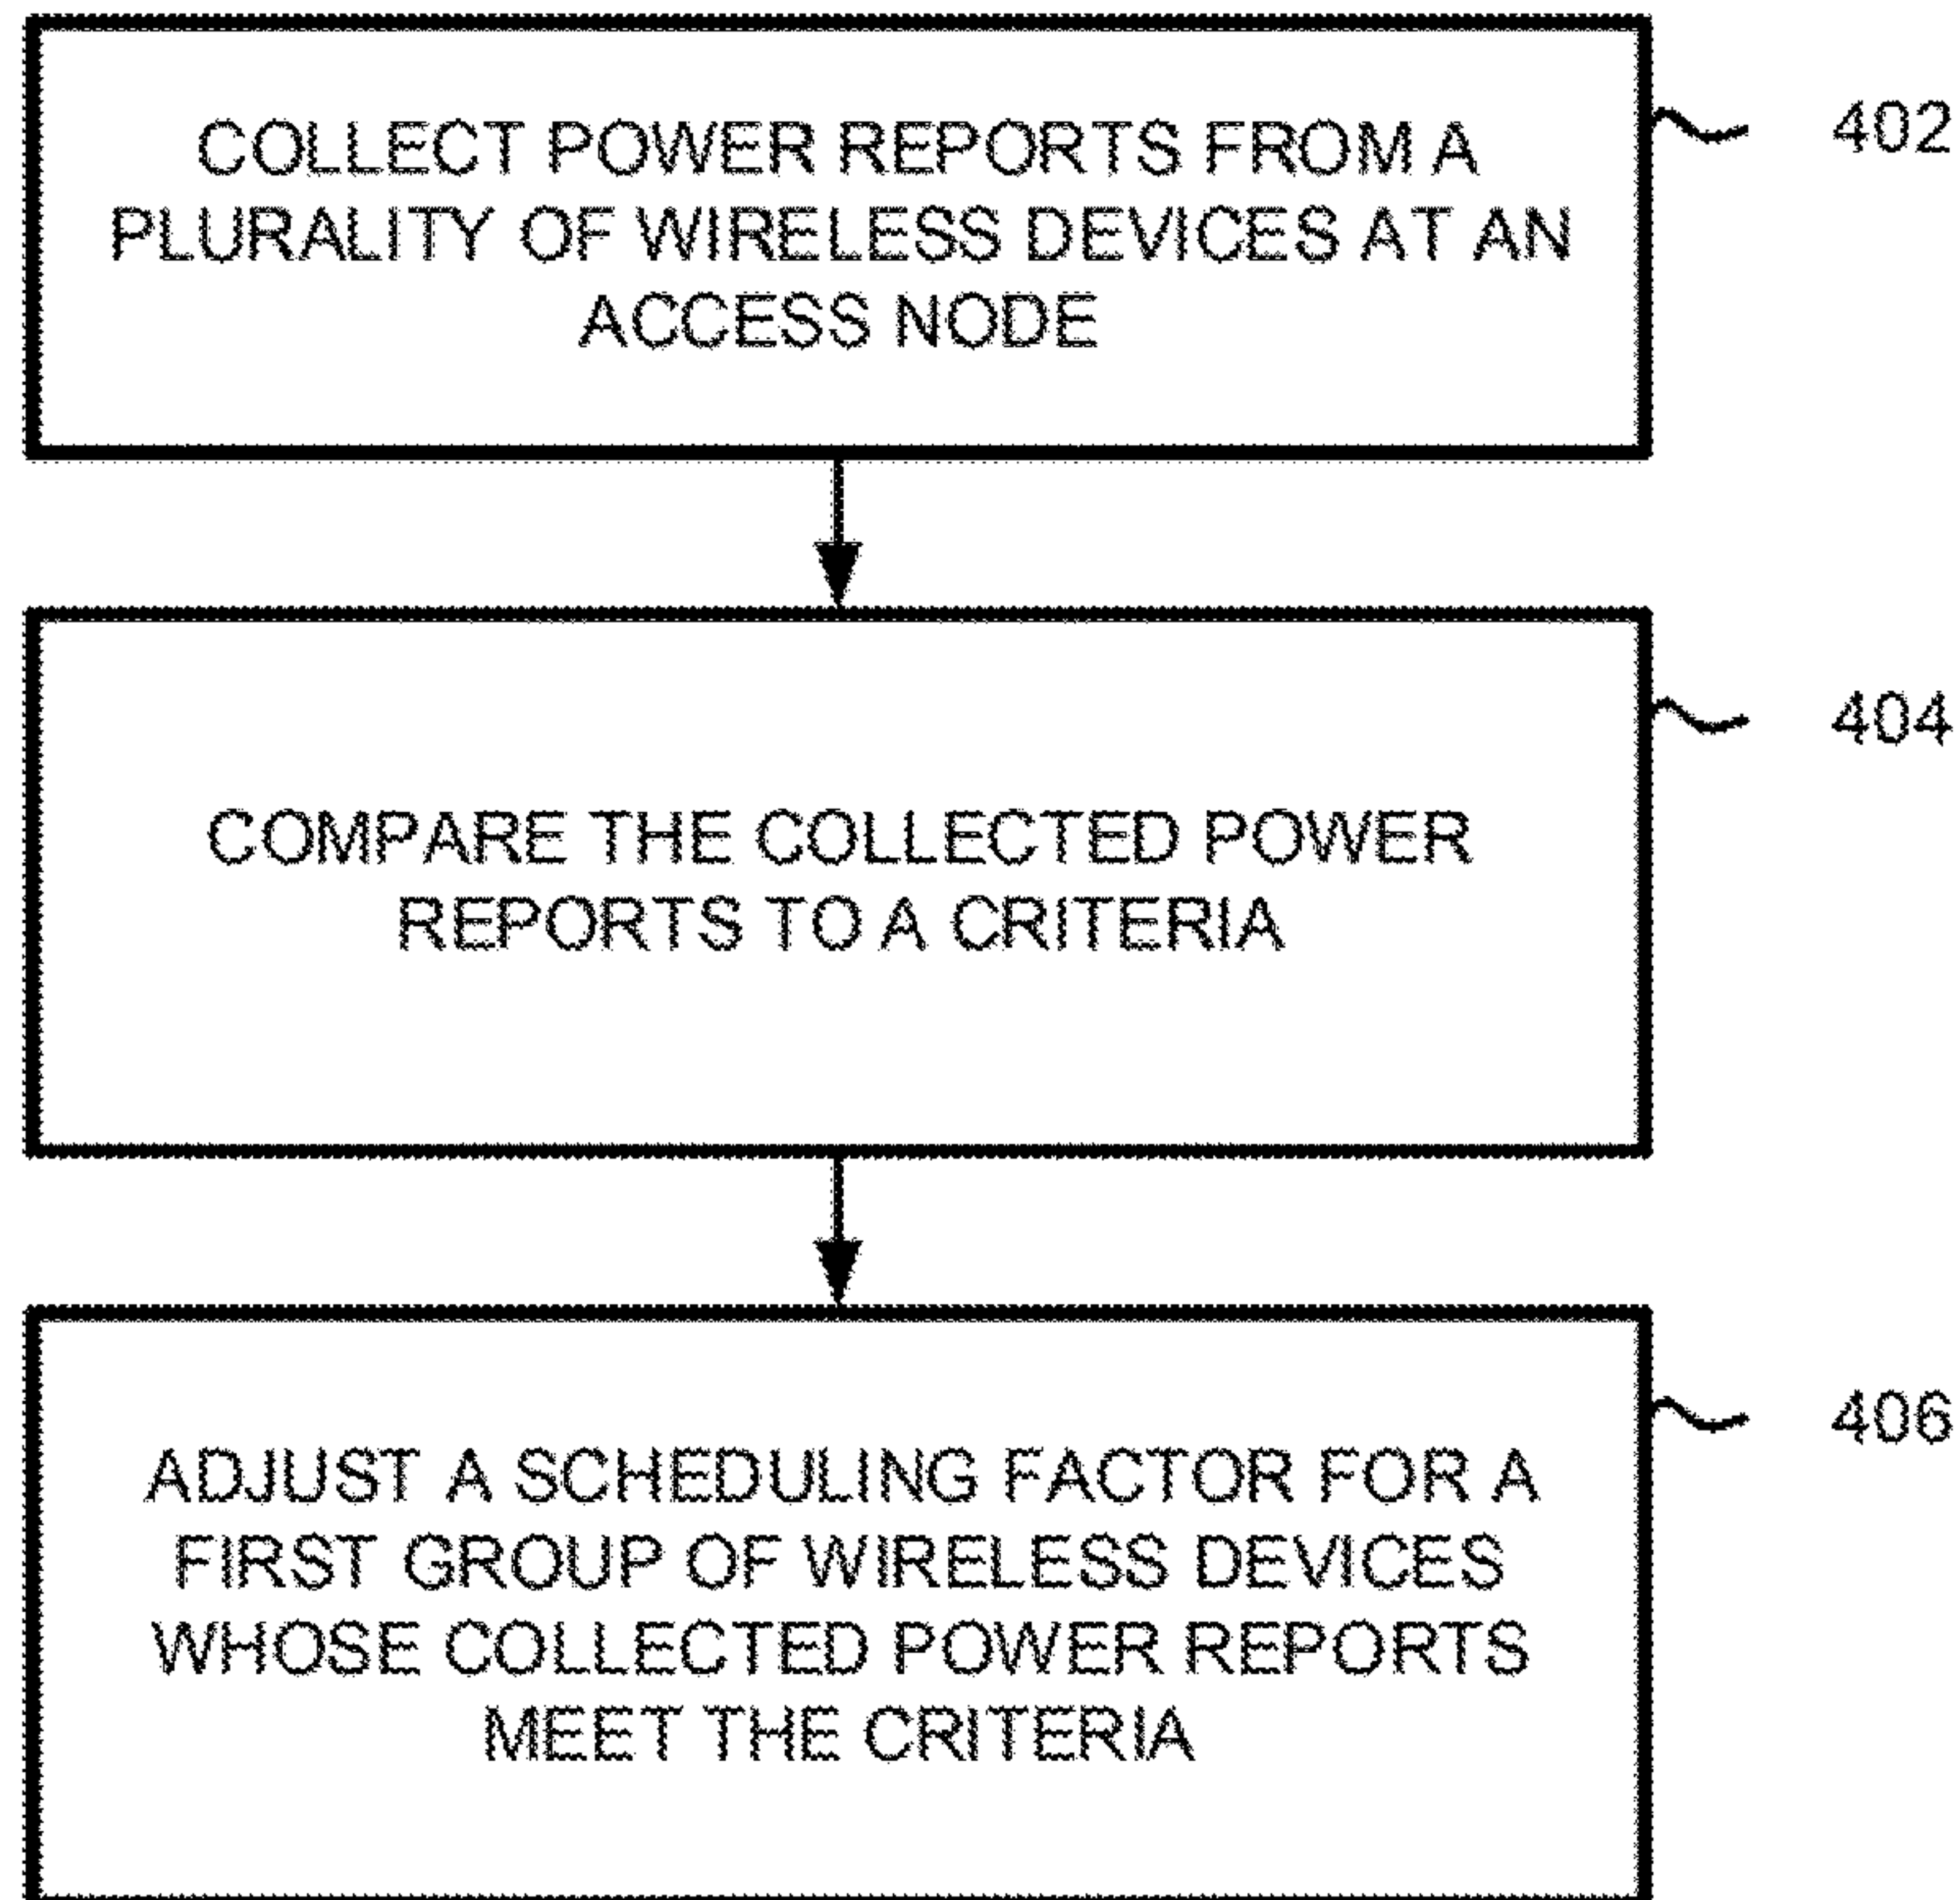 COLLECT POWER REPORTS FROM A
PLURALITY OF WIRELESS DEVICES AT AN
ACCESS NODE
402
COMPARE THE COLLECTED POWER
REPORTS TO A CRITERIA
404
ADJUST A SCHEDULING FACTOR FOR A
FIRST GROUP OF WIRELESS DEVICES
WHOSE COLLECTED POWER REPORTS
MEET THE CRITERIA
406